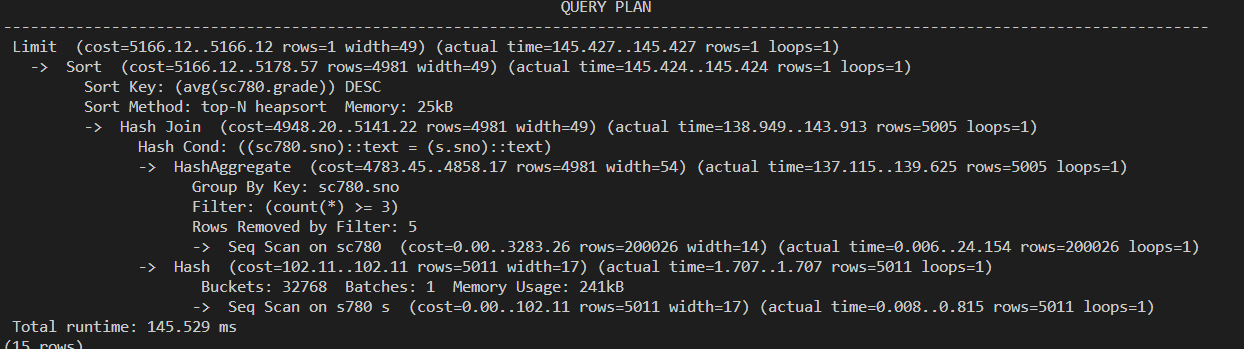 QUERY PLAN
---------------------------------------------------------------------------------------------------------------------------------------
Limit  (cost=5166.12..5166.12 rows=1 width=49) (actual time=145.427..145.427 rows=1 loops=1)
  ->  Sort  (cost=5166.12..5178.57 rows=4981 width=49) (actual time=145.424..145.424 rows=1 loops=1)
        Sort Key: (avg(sc780.grade)) DESC
        Sort Method: top-N heapsort  Memory: 25kB
        ->  Hash Join  (cost=4948.20..5141.22 rows=4981 width=49) (actual time=138.949..143.913 rows=5005 loops=1)
              Hash Cond: ((sc780.sno)::text = (s.sno)::text)
              ->  HashAggregate  (cost=4783.45..4858.17 rows=4981 width=54) (actual time=137.115..139.625 rows=5005 loops=1)
                    Group By Key: sc780.sno
                    Filter: (count(*) >= 3)
                    Rows Removed by Filter: 5
                    ->  Seq Scan on sc780  (cost=0.00..3283.26 rows=200026 width=14) (actual time=0.006..24.154 rows=200026 loops=1)
              ->  Hash  (cost=102.11..102.11 rows=5011 width=17) (actual time=1.707..1.707 rows=5011 loops=1)
                     Buckets: 32768  Batches: 1  Memory Usage: 241kB
                    ->  Seq Scan on s780 s  (cost=0.00..102.11 rows=5011 width=17) (actual time=0.008..0.815 rows=5011 loops=1)
Total runtime: 145.529 ms
(15 rows)